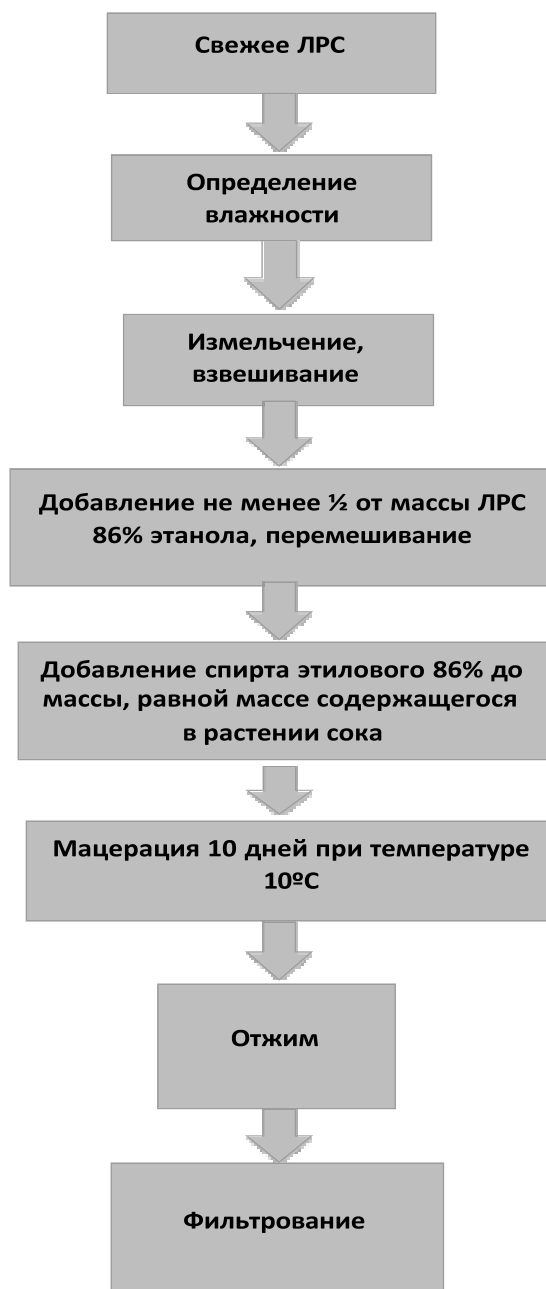 Свежее ЛРС
Определение
влажности
Измельчение,
взвешивание
Добавление не менее ½ от массы ЛРС
86% этанола, перемешивание
Добавление спирта этилового 86% до
массы, равной массе содержащегося
в растении сока
Мацерация 10 дней при температуре
10ºС
Отжим
Фильтрование